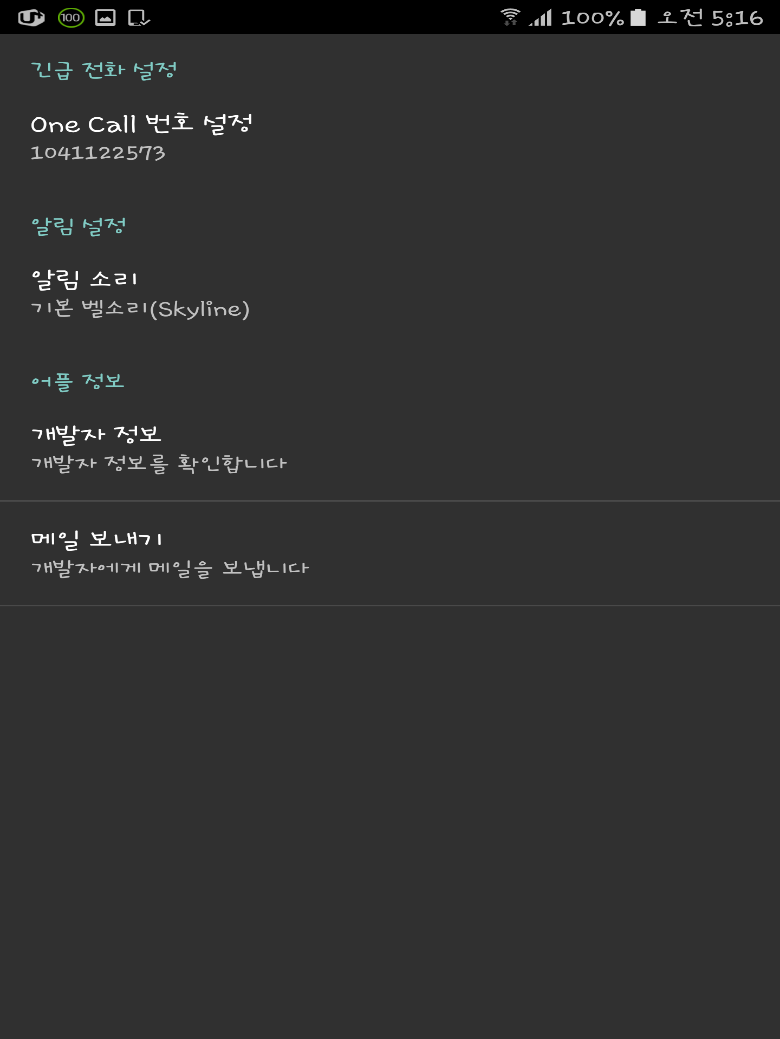 100 100% 오전 5:16
긴급 전화 설정
One Call 번호 설정
1041122573
알림 설정
알림 소리
기본 벨소리(Skyline)
어플 정보
개발자 정보
개발자 정보를 확인합니다
메일 보내기
개발자에게 메일을 보냅니다